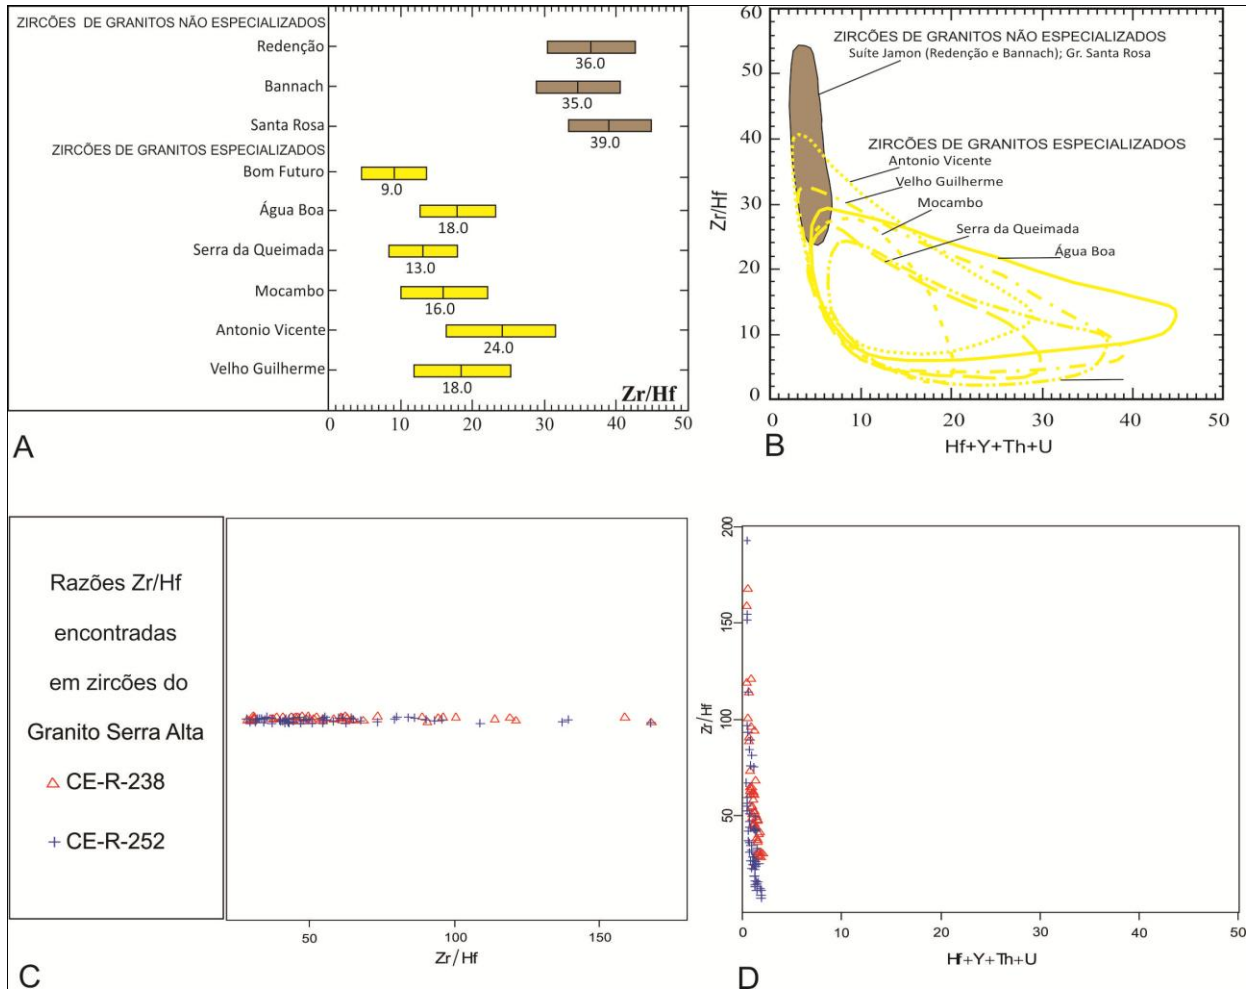 ZIRCÕES DE GRANITOS NÃO ESPECIALIZADOS
Redenção
36.0
Bannach
35.0
Santa Rosa
39.0
ZIRCÕES DE GRANITOS ESPECIALIZADOS
Bom Futuro
9.0
Água Boa
18.0
Serra da Queimada
13.0
Mocambo
16.0
Antonio Vicente
24.0
Velho Guilherme
18.0
Zr/Hf
0 10 20 30 40 50
A
60
50
40
30
20
10
0
Zr/Hf
ZIRCÕES DE GRANITOS NÃO ESPECIALIZADOS
Suíte Jamon (Redenção e Bannach); Gr. Santa Rosa
ZIRCÕES DE GRANITOS ESPECIALIZADOS
Antonio Vicente
Velho Guilherme
Mocambo
Serra da Queimada
Água Boa
0 10 20 30 40 50
Hf+Y+Th+U
B
Razões Zr/Hf
encontradas
em zircões do
Granito Serra Alta
CE-R-238
CE-R-252
50 100 150
Zr/Hf
C
200
150
100
50
Zr/Hf
0 10 20 30 40 50
Hf+Y+Th+U
D